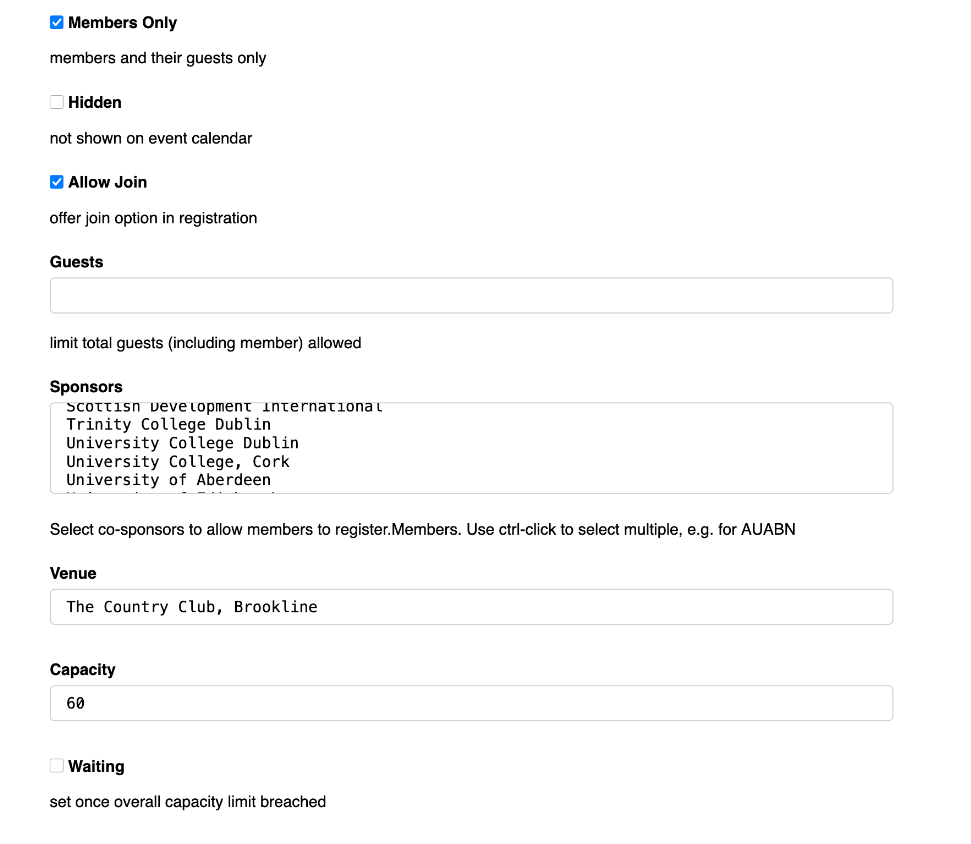 Members Only
members and their guests only
Hidden
not shown on event calendar
Allow Join
offer join option in registration
Guests
limit total guests (including member) allowed
Sponsors
Scottish Development International
Trinity College Dublin
University College Dublin
University College, Cork
University of Aberdeen
Select co-sponsors to allow members to register.Members. Use ctrl-click to select multiple, e.g. for AUABN
Venue
The Country Club, Brookline
Capacity
60
Waiting
set once overall capacity limit breached